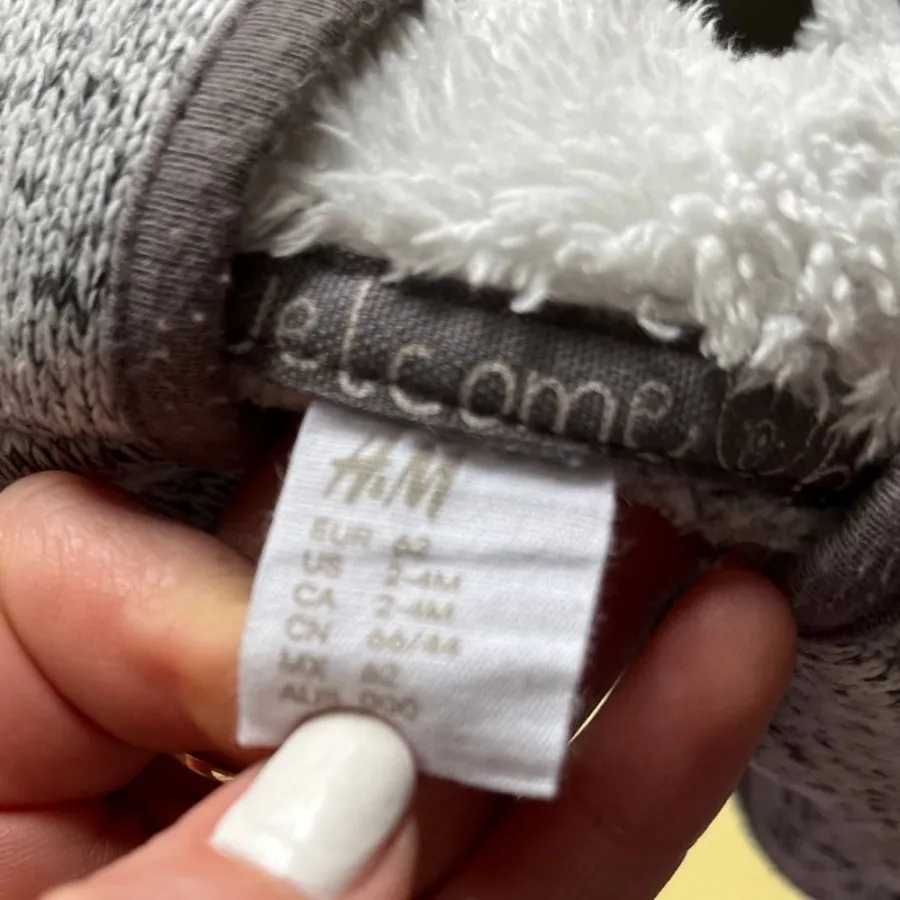 elcome
H&M
EUR 62
US 2-4M
CA 2-4M
CN 66/44
MX 62
AUS 000